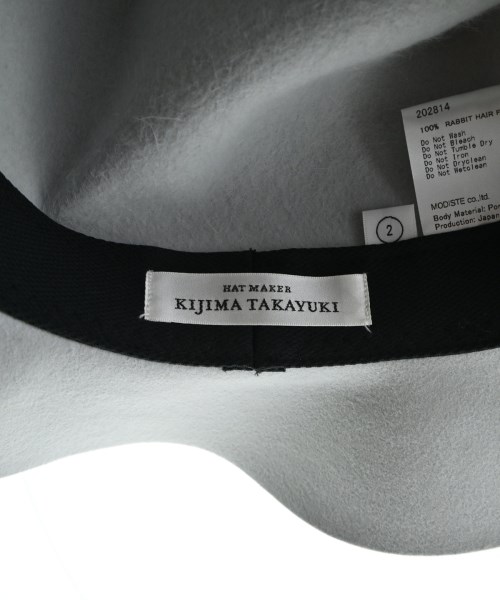 202814
100% RABBIT HAIR
Do Not Wash
Do Not Bleach
Do Not Tumble Dry
Do Not Iron
Do Not Dryclean
Do Not Wetclean
MODISTE co.,ltd.
Body Material:
Production: Japan
2
HAT MAKER
KIJIMA TAKAYUKI